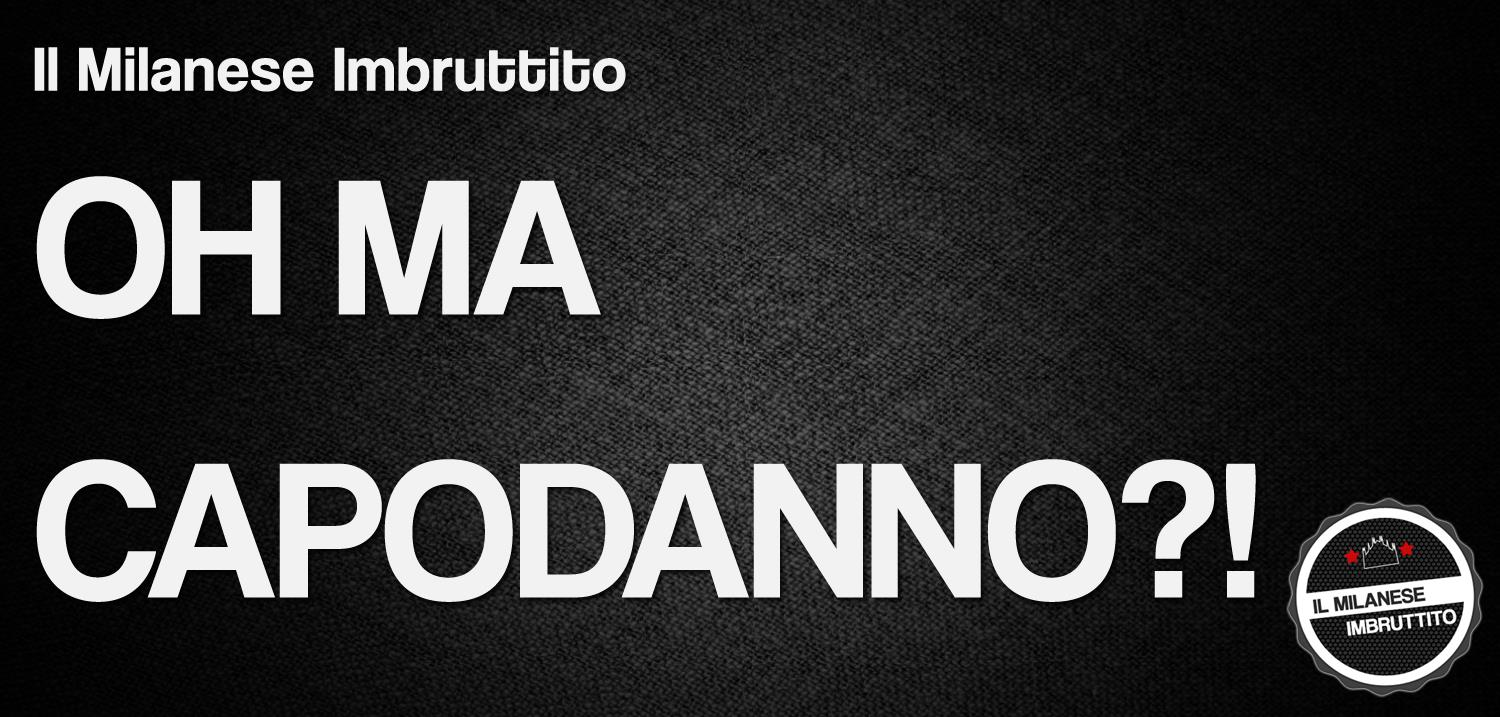 Il Milanese Imbruttito
OH MA
CAPODANNO?!
IL MILANESE
IMBRUTTITO